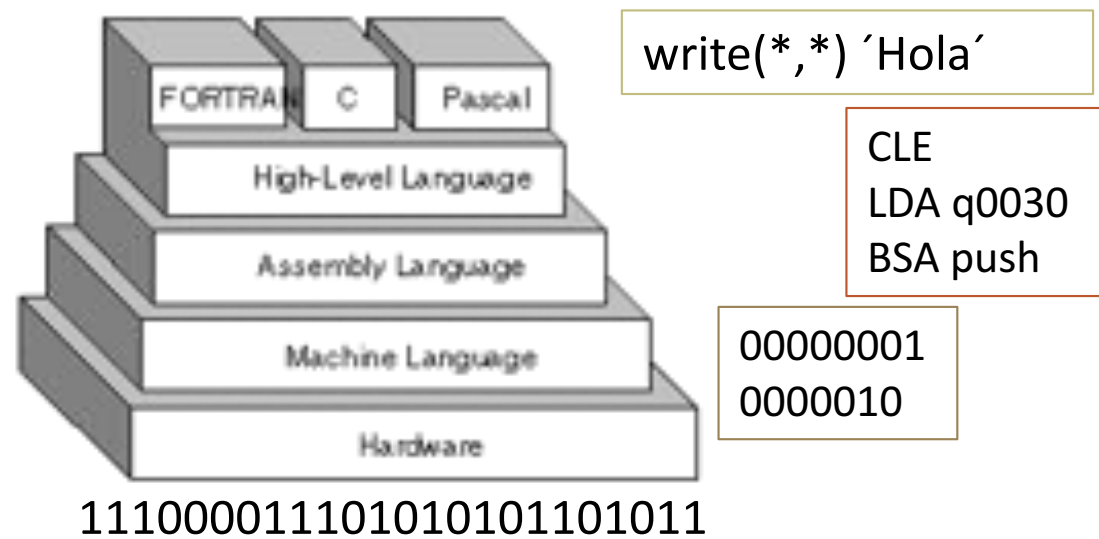 FORTRAN C Pascal
High-Level Language
Assembly Language
Machine Language
Hardware
write(*,*) ´Hola´
CLE
LDA q0030
BSA push
00000001
0000010
111000011101010101101011